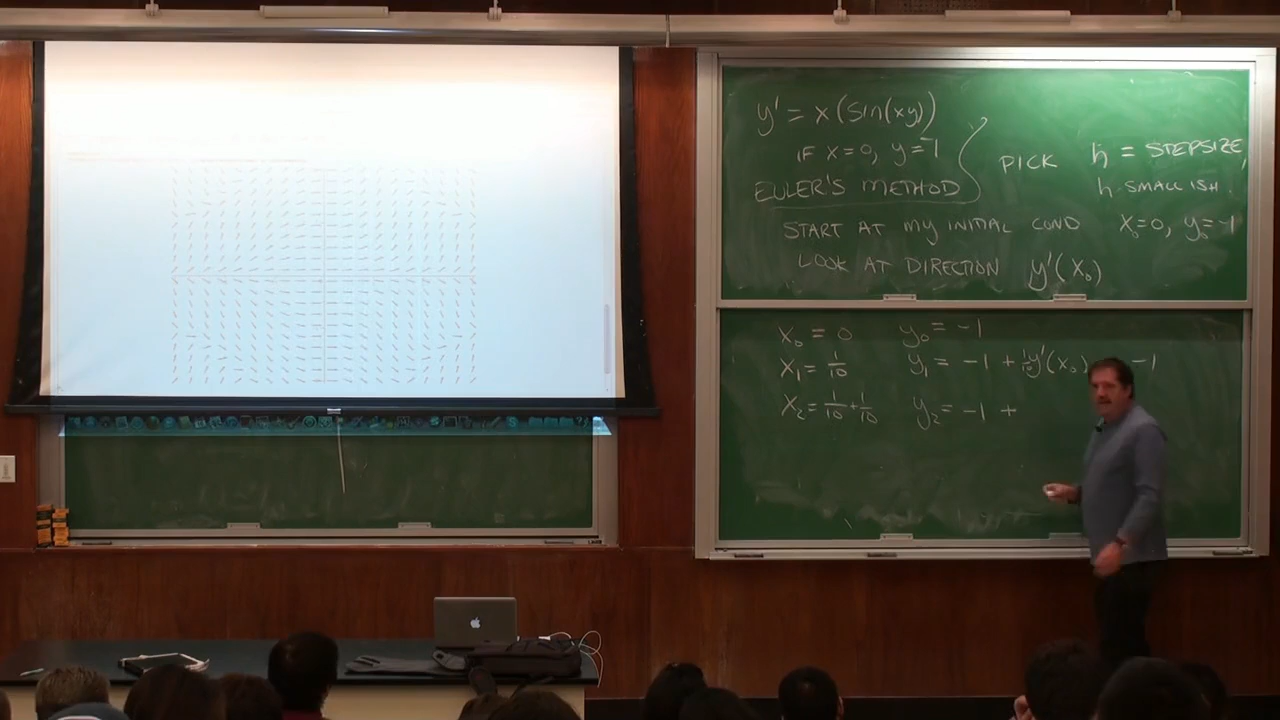 y' = x(Sin(xy))
IF x=0, y=-1
EULER'S METHOD
PICK h = STEPSIZE,
h SMALLISH.
START AT MY INITIAL COND X₀=0, y₀=-1
LOOK AT DIRECTION y'(X₀)
X₀ = 0 y₀ = -1
X₁ = 1/10 y₁ = -1 + 1/10 y'(X₀) -1
X₂ = 1/10 + 1/10 y₂ = -1 +